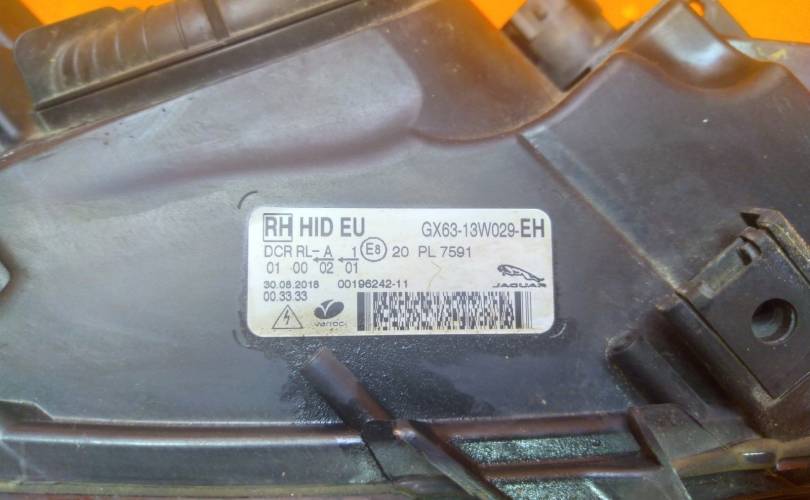 RH HID EU GX63-13W029-EH
DCR RL-A 1 E8 20 PL 7591
01 00 02 01
30.08.2018 00196242-11
00.33.33
varroc
JAGUAR